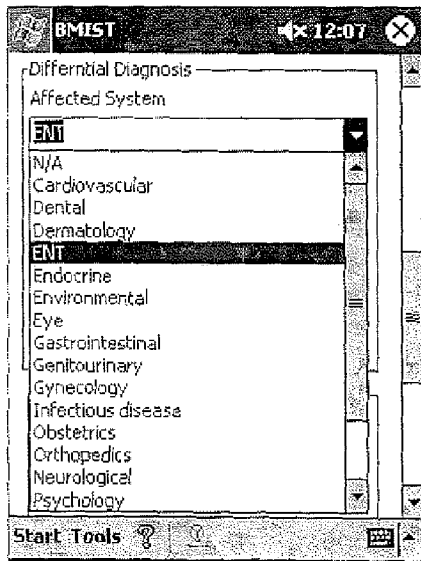 BMIST 12:07
Differntial Diagnosis
Affected System
ENT
N/A
Cardiovascular
Dental
Dermatology
ENT
Endocrine
Environmental
Eye
Gastrointestinal
Genitourinary
Gynecology
Infectious disease
Obstetrics
Orthopedics
Neurological
Psychology
Start Tools